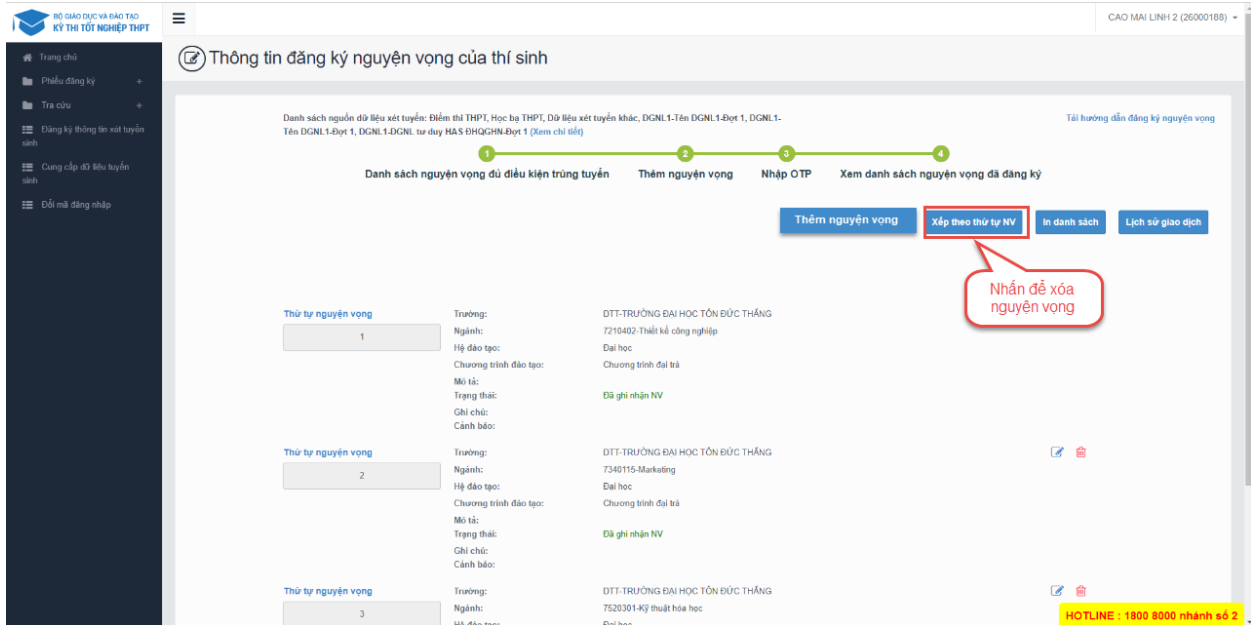 BỘ GIÁO DỤC VÀ ĐÀO TẠO
KỲ THI TỐT NGHIỆP THPT
CAO MAI LINH 2 (26000188)
Trang chủ
Phiếu đăng ký +
Tra cứu +
Đăng ký thông tin xét tuyển
sinh
Cung cấp dữ liệu tuyển
sinh
Đổi mã đăng nhập
Thông tin đăng ký nguyện vọng của thí sinh
Danh sách nguồn dữ liệu xét tuyển: Điểm thi THPT, Học bạ THPT, Dữ liệu xét tuyển khác, DGNL1-Tên DGNL1-Đợt 1, DGNL1-
Tên DGNL1-Đợt 1, DGNL1-DGNL tư duy HAS ĐHQGHN-Đợt 1 (Xem chi tiết)
Tải hướng dẫn đăng ký nguyện vọng
1 2 3 4
Danh sách nguyện vọng đủ điều kiện trúng tuyển Thêm nguyện vọng Nhập OTP Xem danh sách nguyện vọng đã đăng ký
Thêm nguyện vọng Xếp theo thứ tự NV In danh sách Lịch sử giao dịch
Nhấn để xóa
nguyện vọng
Thứ tự nguyện vọng
1
Trường: DTT-TRƯỜNG ĐẠI HỌC TÔN ĐỨC THẮNG
Ngành: 7210402-Thiết kế công nghiệp
Hệ đào tạo: Đại học
Chương trình đào tạo: Chương trình đại trà
Mô tả:
Trạng thái: Đã ghi nhận NV
Ghi chú:
Cảnh báo:
Thứ tự nguyện vọng
2
Trường: DTT-TRƯỜNG ĐẠI HỌC TÔN ĐỨC THẮNG
Ngành: 7340115-Marketing
Hệ đào tạo: Đại học
Chương trình đào tạo: Chương trình đại trà
Mô tả:
Trạng thái: Đã ghi nhận NV
Ghi chú:
Cảnh báo:
Thứ tự nguyện vọng
3
Trường: DTT-TRƯỜNG ĐẠI HỌC TÔN ĐỨC THẮNG
Ngành: 7520301-Kỹ thuật hóa học
Hệ đào tạo: Đại học
HOTLINE : 1800 8000 nhánh số 2